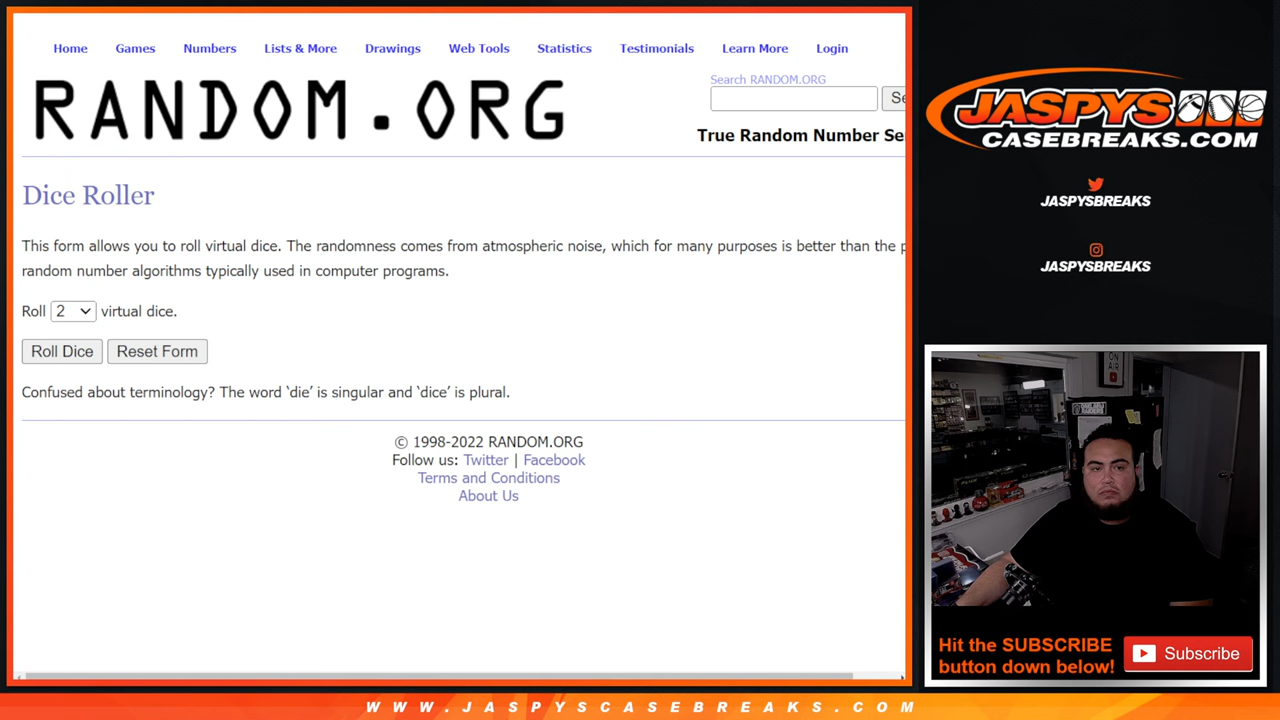 Home Games Numbers Lists & More Drawings Web Tools Statistics Testimonials Learn More Login
RANDOM.ORG
Search RANDOM.ORG
Se
True Random Number Se
Dice Roller
This form allows you to roll virtual dice. The randomness comes from atmospheric noise, which for many purposes is better than the p
random number algorithms typically used in computer programs.
Roll 2 virtual dice.
Roll Dice Reset Form
Confused about terminology? The word ‘die’ is singular and ‘dice’ is plural.
© 1998-2022 RANDOM.ORG
Follow us: Twitter | Facebook
Terms and Conditions
About Us
JASPYS
CASEBREAKS.COM
JASPYSBREAKS
JASPYSBREAKS
ON
AIR
Hit the SUBSCRIBE
button down below!
Subscribe
WWW.JASPYSCASEBREAKS.COM